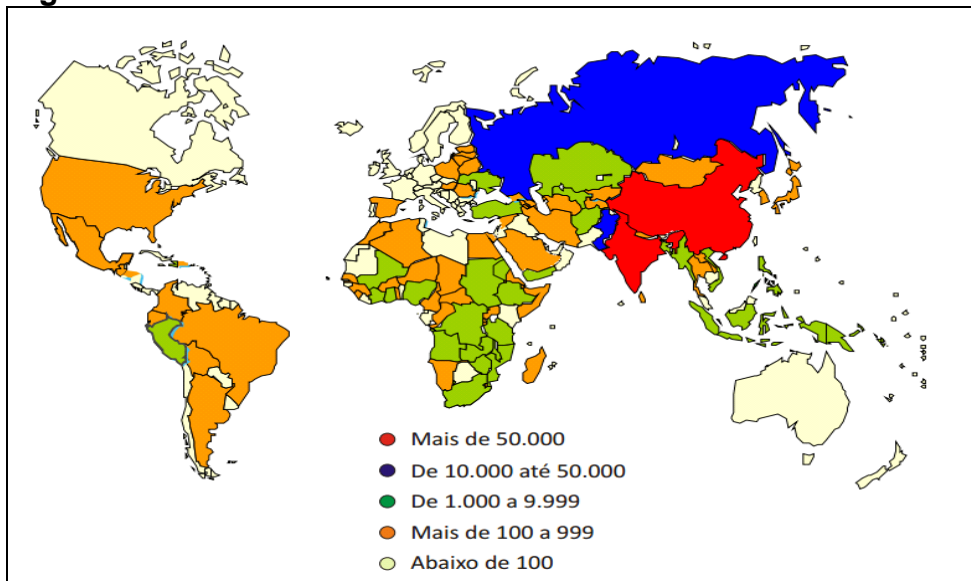 Mais de 50.000
De 10.000 até 50.000
De 1.000 a 9.999
Mais de 100 a 999
Abaixo de 100